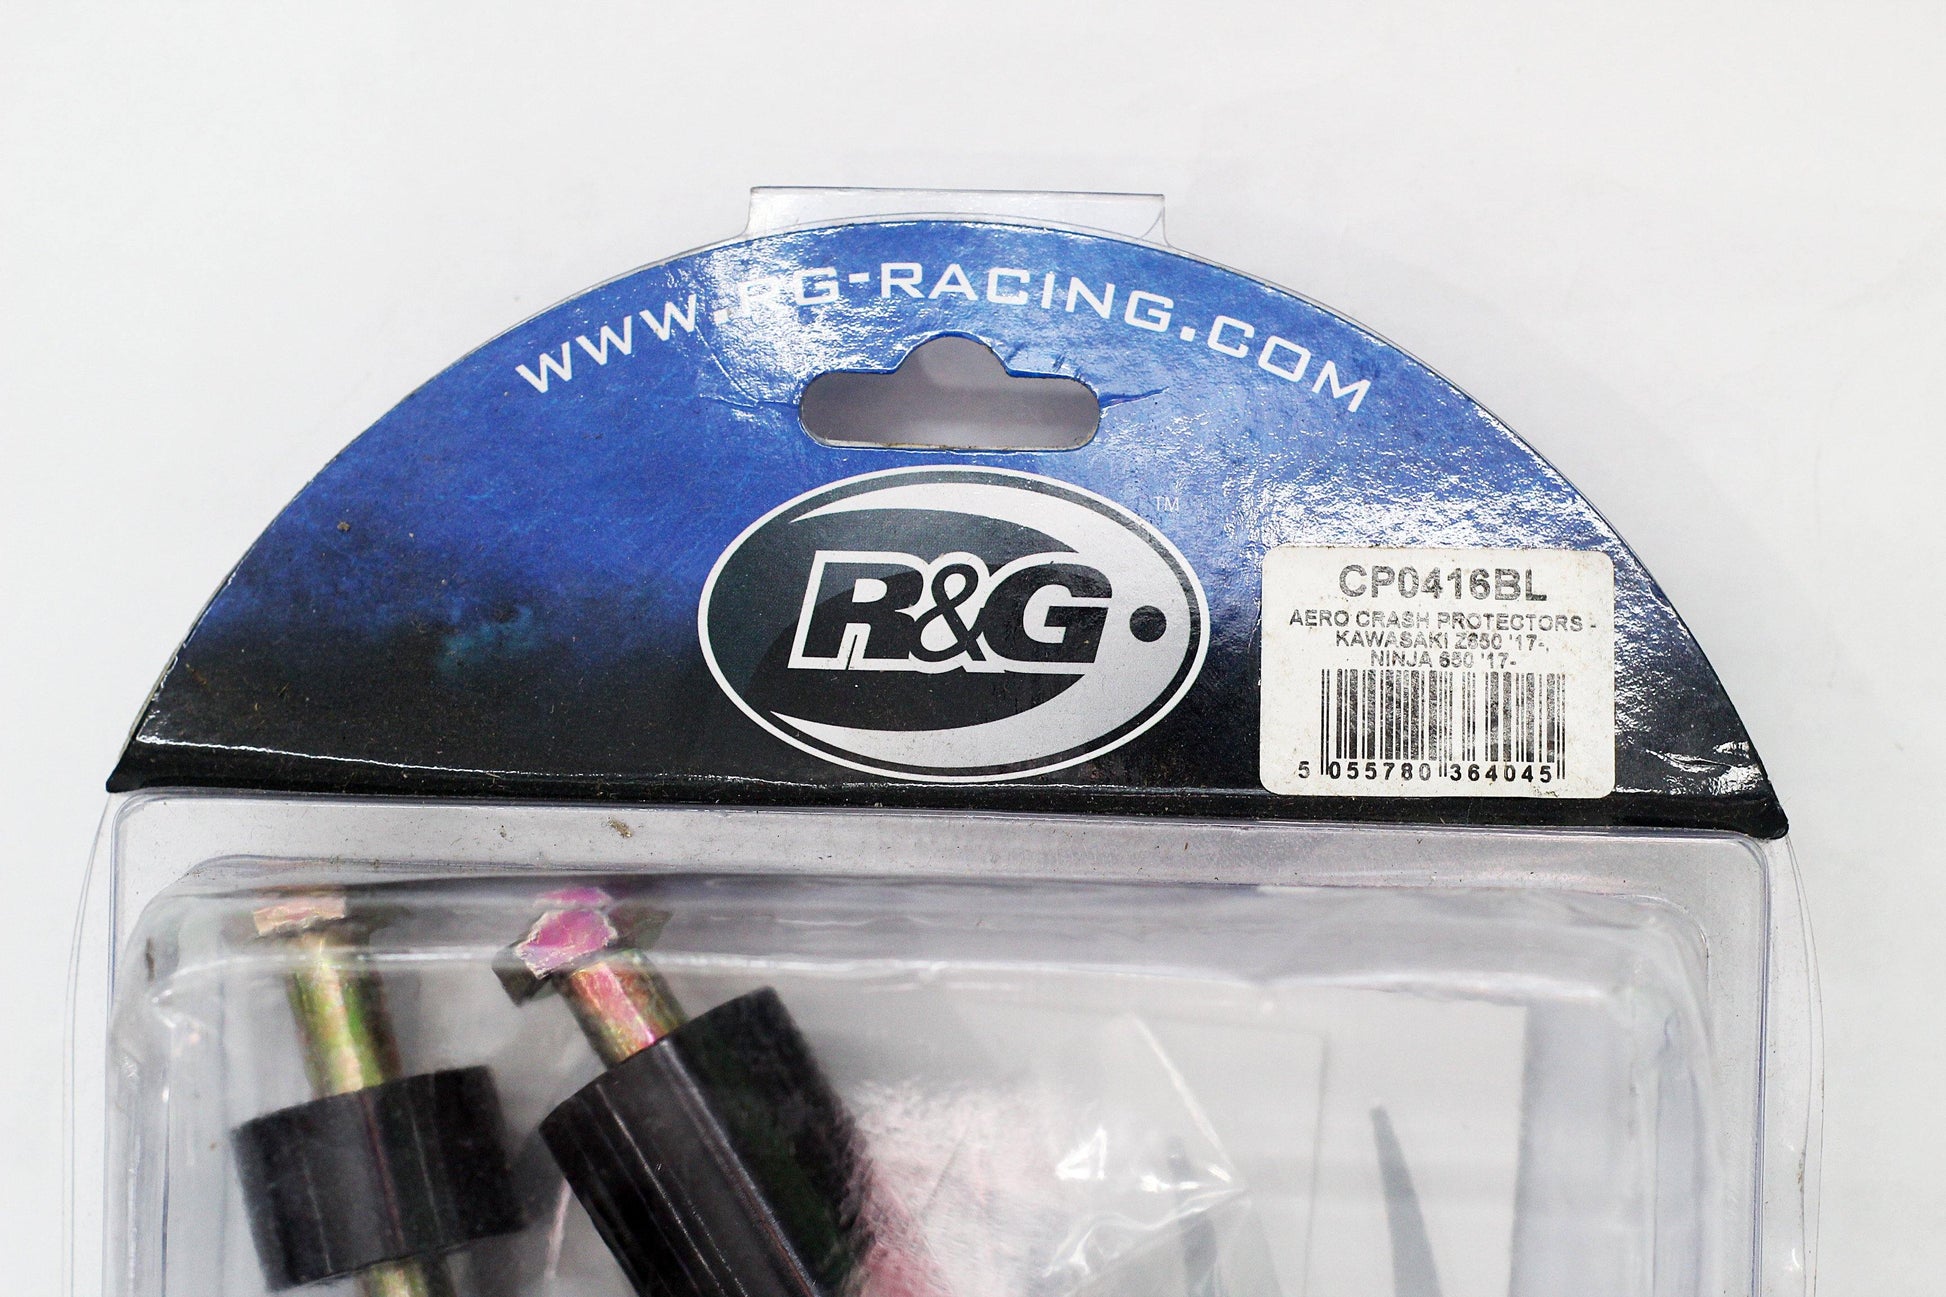 WWW.RG-RACING.COM
TM
R&G
CP0416BL
AERO CRASH PROTECTORS -
KAWASAKI Z650 '17-,
NINJA 650 '17-
5 055780 364045